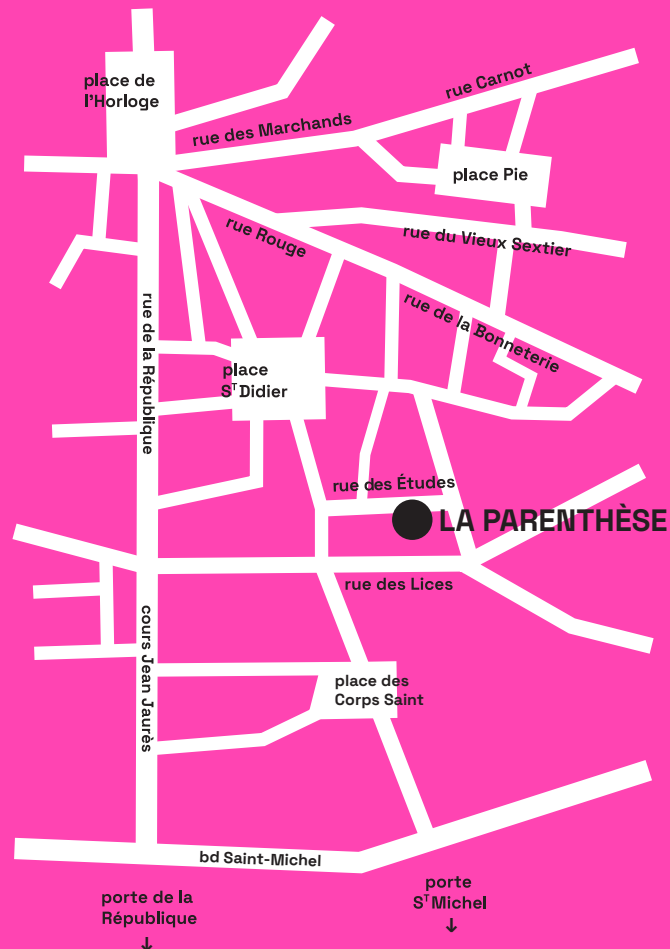 place de
l'Horloge
rue des Marchands
rue Carnot
place Pie
rue Rouge
rue du Vieux Sextier
rue de la République
rue de la Bonneterie
place
Sᵀ Didier
rue des Études
LA PARENTHÈSE
rue des Lices
cours Jean Jaurès
place des
Corps Saint
bd Saint-Michel
porte de la
République
↓
porte
Sᵀ Michel
↓